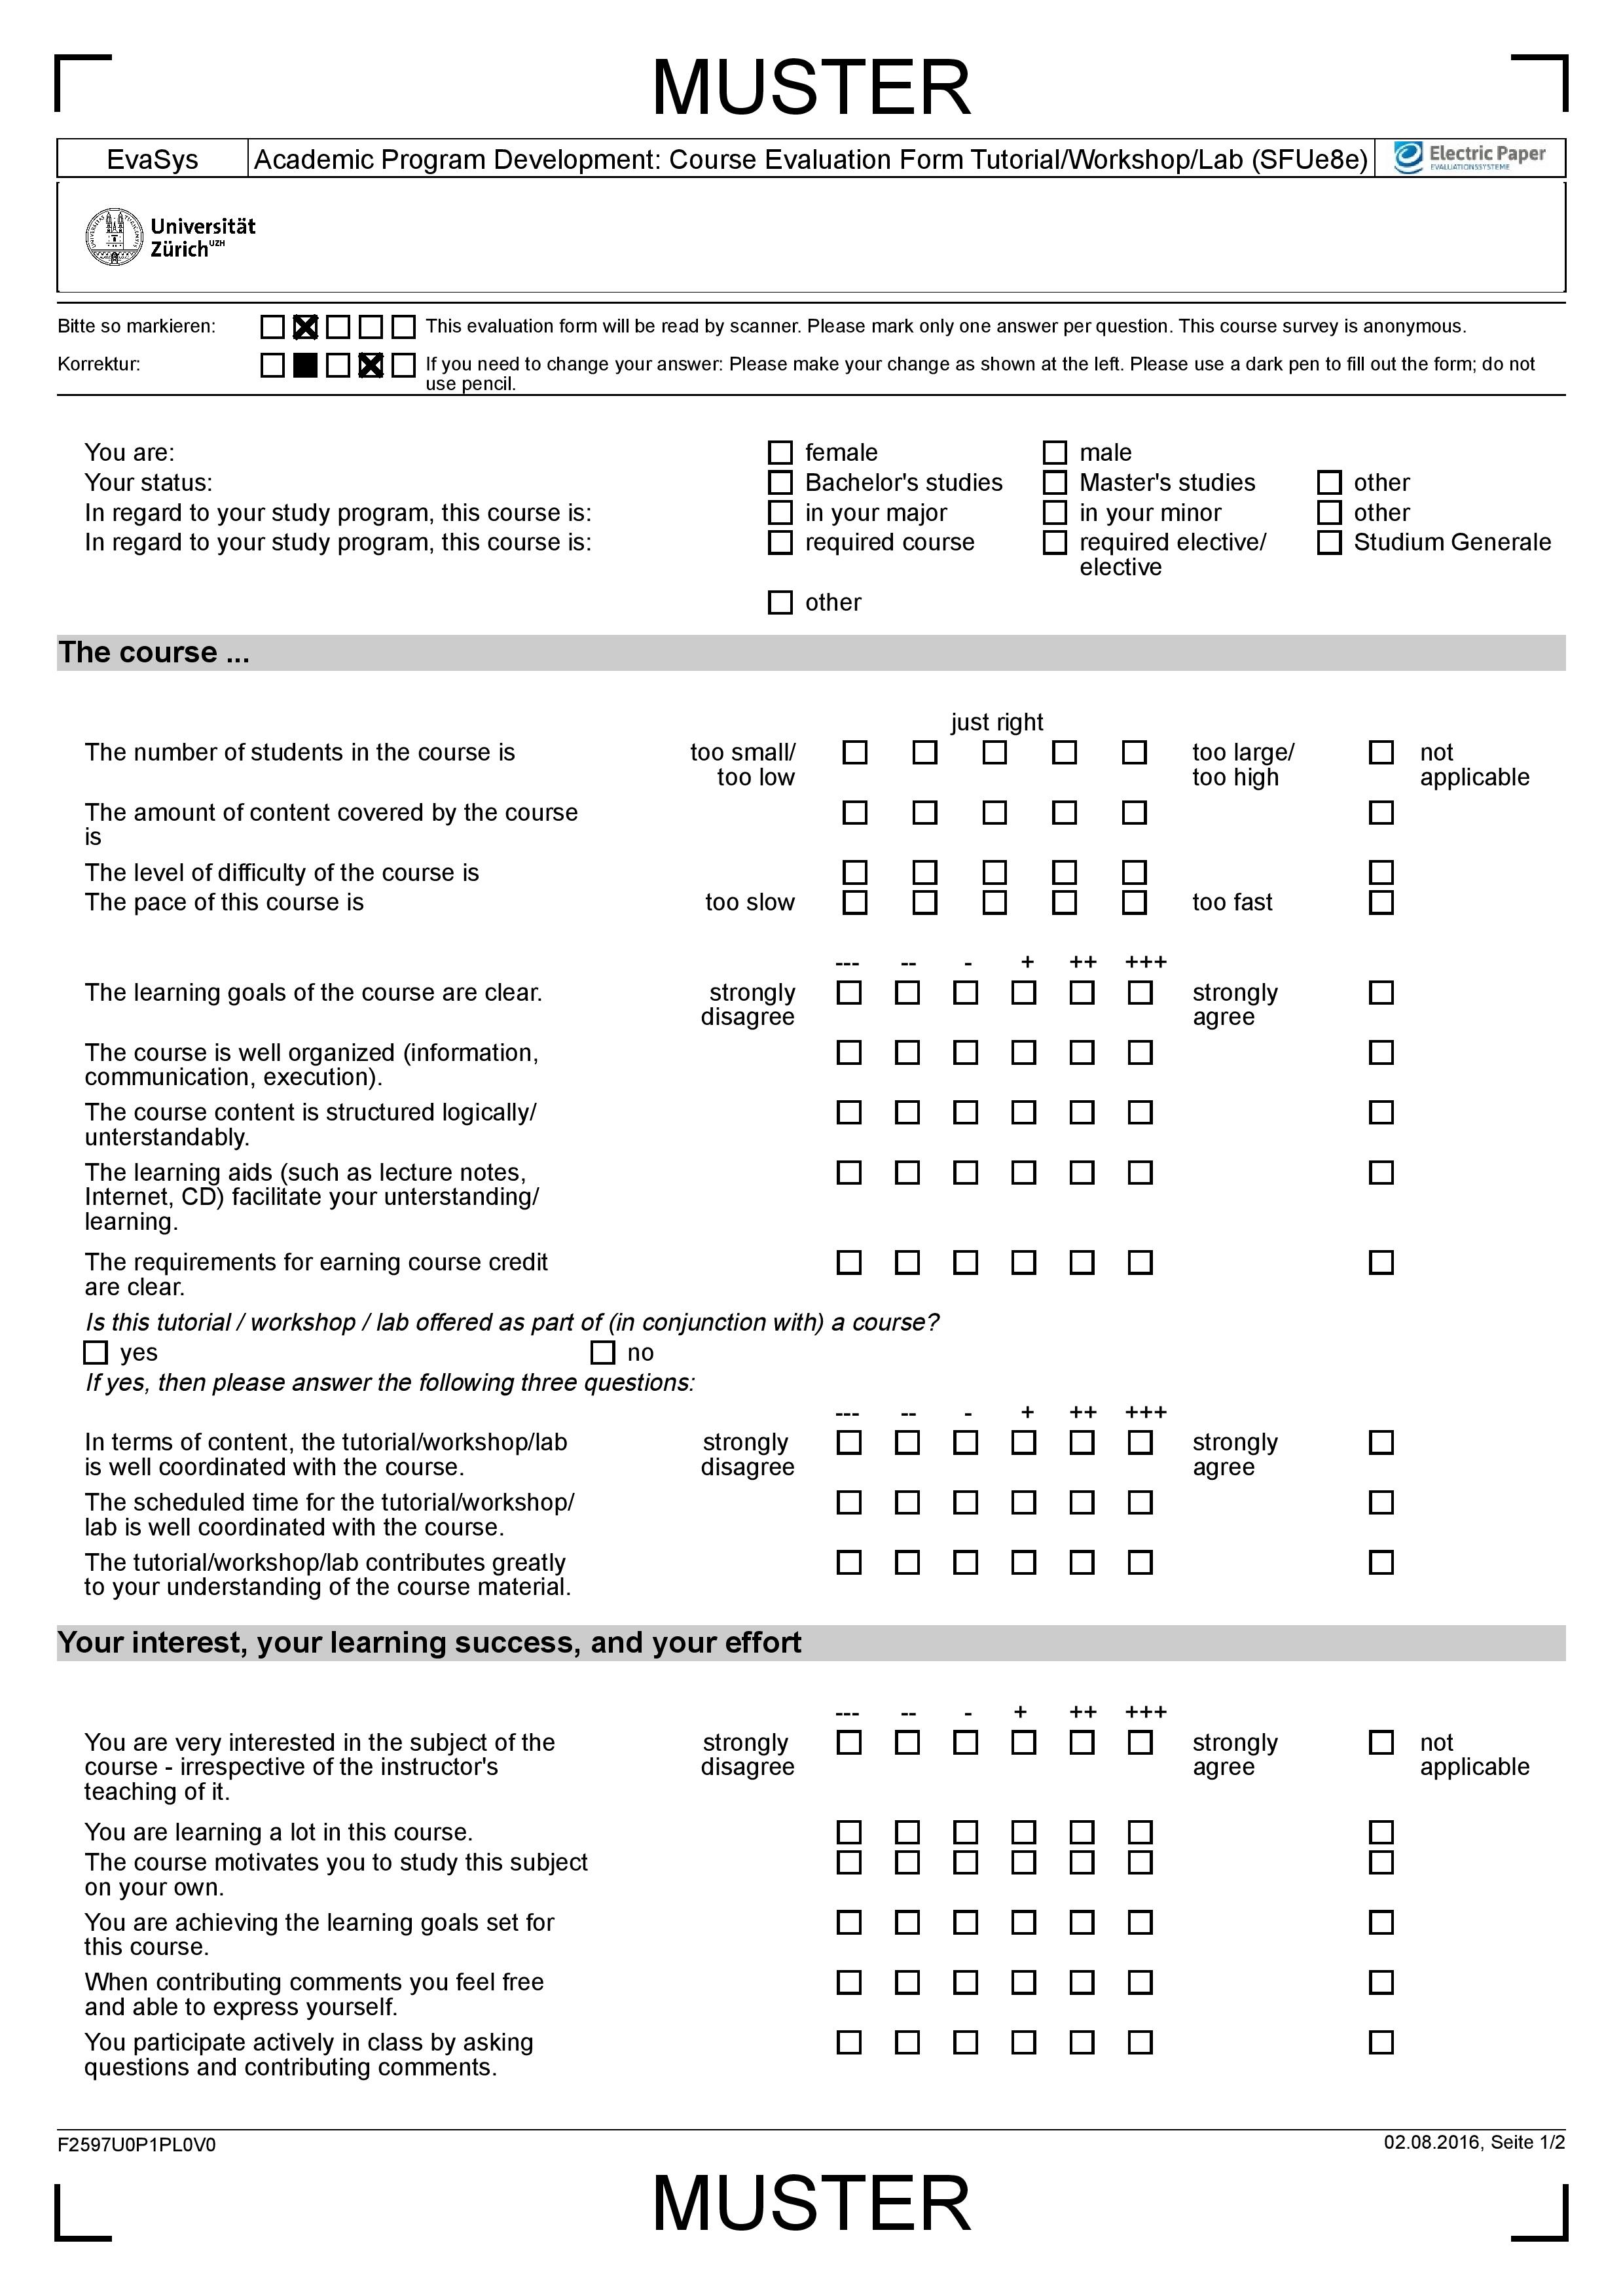 MUSTER
EvaSys Academic Program Development: Course Evaluation Form Tutorial/Workshop/Lab (SFUe8e) Electric Paper
EVALUATIONSSYSTEME
Universität
Zürich UZH
Bitte so markieren: This evaluation form will be read by scanner. Please mark only one answer per question. This course survey is anonymous.
Korrektur: If you need to change your answer: Please make your change as shown at the left. Please use a dark pen to fill out the form; do not
use pencil.
You are: female male
Your status: Bachelor's studies Master's studies other
In regard to your study program, this course is: in your major in your minor other
In regard to your study program, this course is: required course required elective/ Studium Generale
elective
other
The course ...
just right
The number of students in the course is too small/ too large/ not
too low too high applicable
The amount of content covered by the course
is
The level of difficulty of the course is
The pace of this course is too slow too fast
--- -- - + ++ +++
The learning goals of the course are clear. strongly strongly
disagree agree
The course is well organized (information,
communication, execution).
The course content is structured logically/
unterstandably.
The learning aids (such as lecture notes,
Internet, CD) facilitate your unterstanding/
learning.
The requirements for earning course credit
are clear.
Is this tutorial / workshop / lab offered as part of (in conjunction with) a course?
yes no
If yes, then please answer the following three questions:
--- -- - + ++ +++
In terms of content, the tutorial/workshop/lab strongly strongly
is well coordinated with the course. disagree agree
The scheduled time for the tutorial/workshop/
lab is well coordinated with the course.
The tutorial/workshop/lab contributes greatly
to your understanding of the course material.
Your interest, your learning success, and your effort
--- -- - + ++ +++
You are very interested in the subject of the strongly strongly not
course - irrespective of the instructor's disagree agree applicable
teaching of it.
You are learning a lot in this course.
The course motivates you to study this subject
on your own.
You are achieving the learning goals set for
this course.
When contributing comments you feel free
and able to express yourself.
You participate actively in class by asking
questions and contributing comments.
F2597U0P1PL0V0 02.08.2016, Seite 1/2
MUSTER